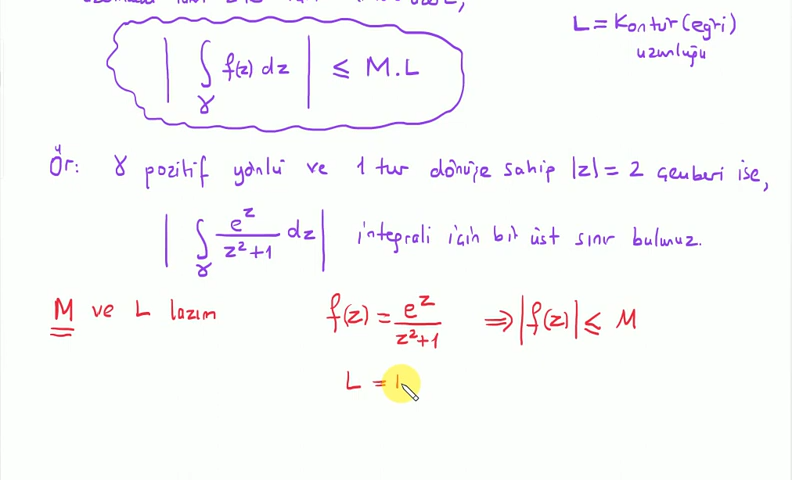 L = Kontur (eğri)
uzunluğu
| ∫γ f(z) dz | ≤ M.L
Ör: γ pozitif yönlü ve 1 tur dönüşe sahip |z| = 2 çemberi ise,
| ∫γ e^z / (z²+1) dz | integrali için bir üst sınır bulunuz.
M ve L lazım f(z) = e^z / (z²+1) ⇒ |f(z)| ≤ M
L =